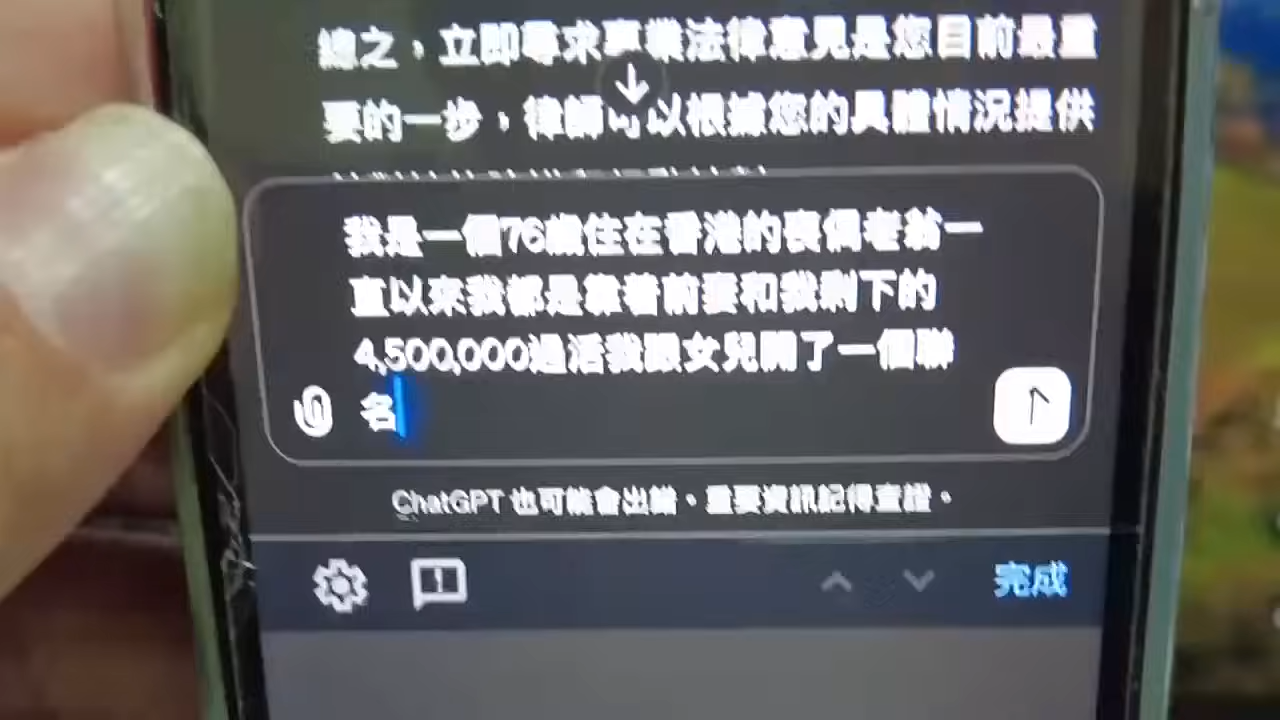 總之，立即尋求專業法律意見是您目前最重
要的一步，律師可以根據您的具體情況提供
我是一個76歲住在香港的喪偶老翁一
直以來我都是靠着前妻和我剩下的
4,500,000過活我跟女兒開了一個聯
名
ChatGPT 也可能會出錯。重要資訊記得查證。
完成